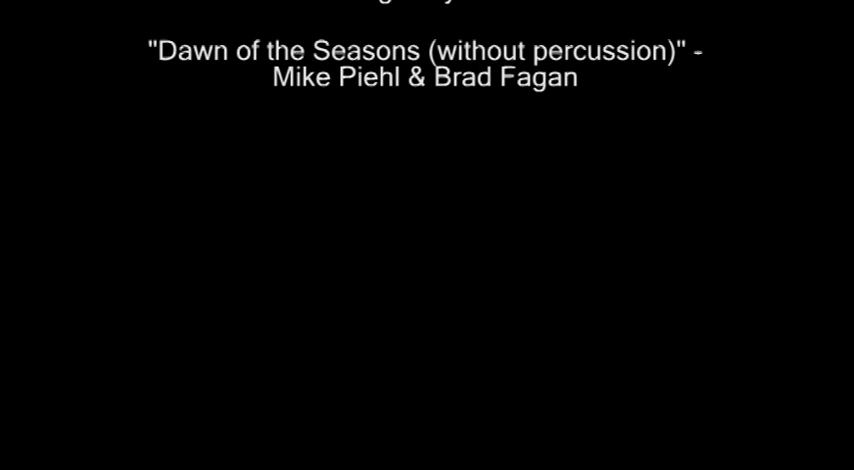 "Dawn of the Seasons (without percussion)" -
Mike Piehl & Brad Fagan